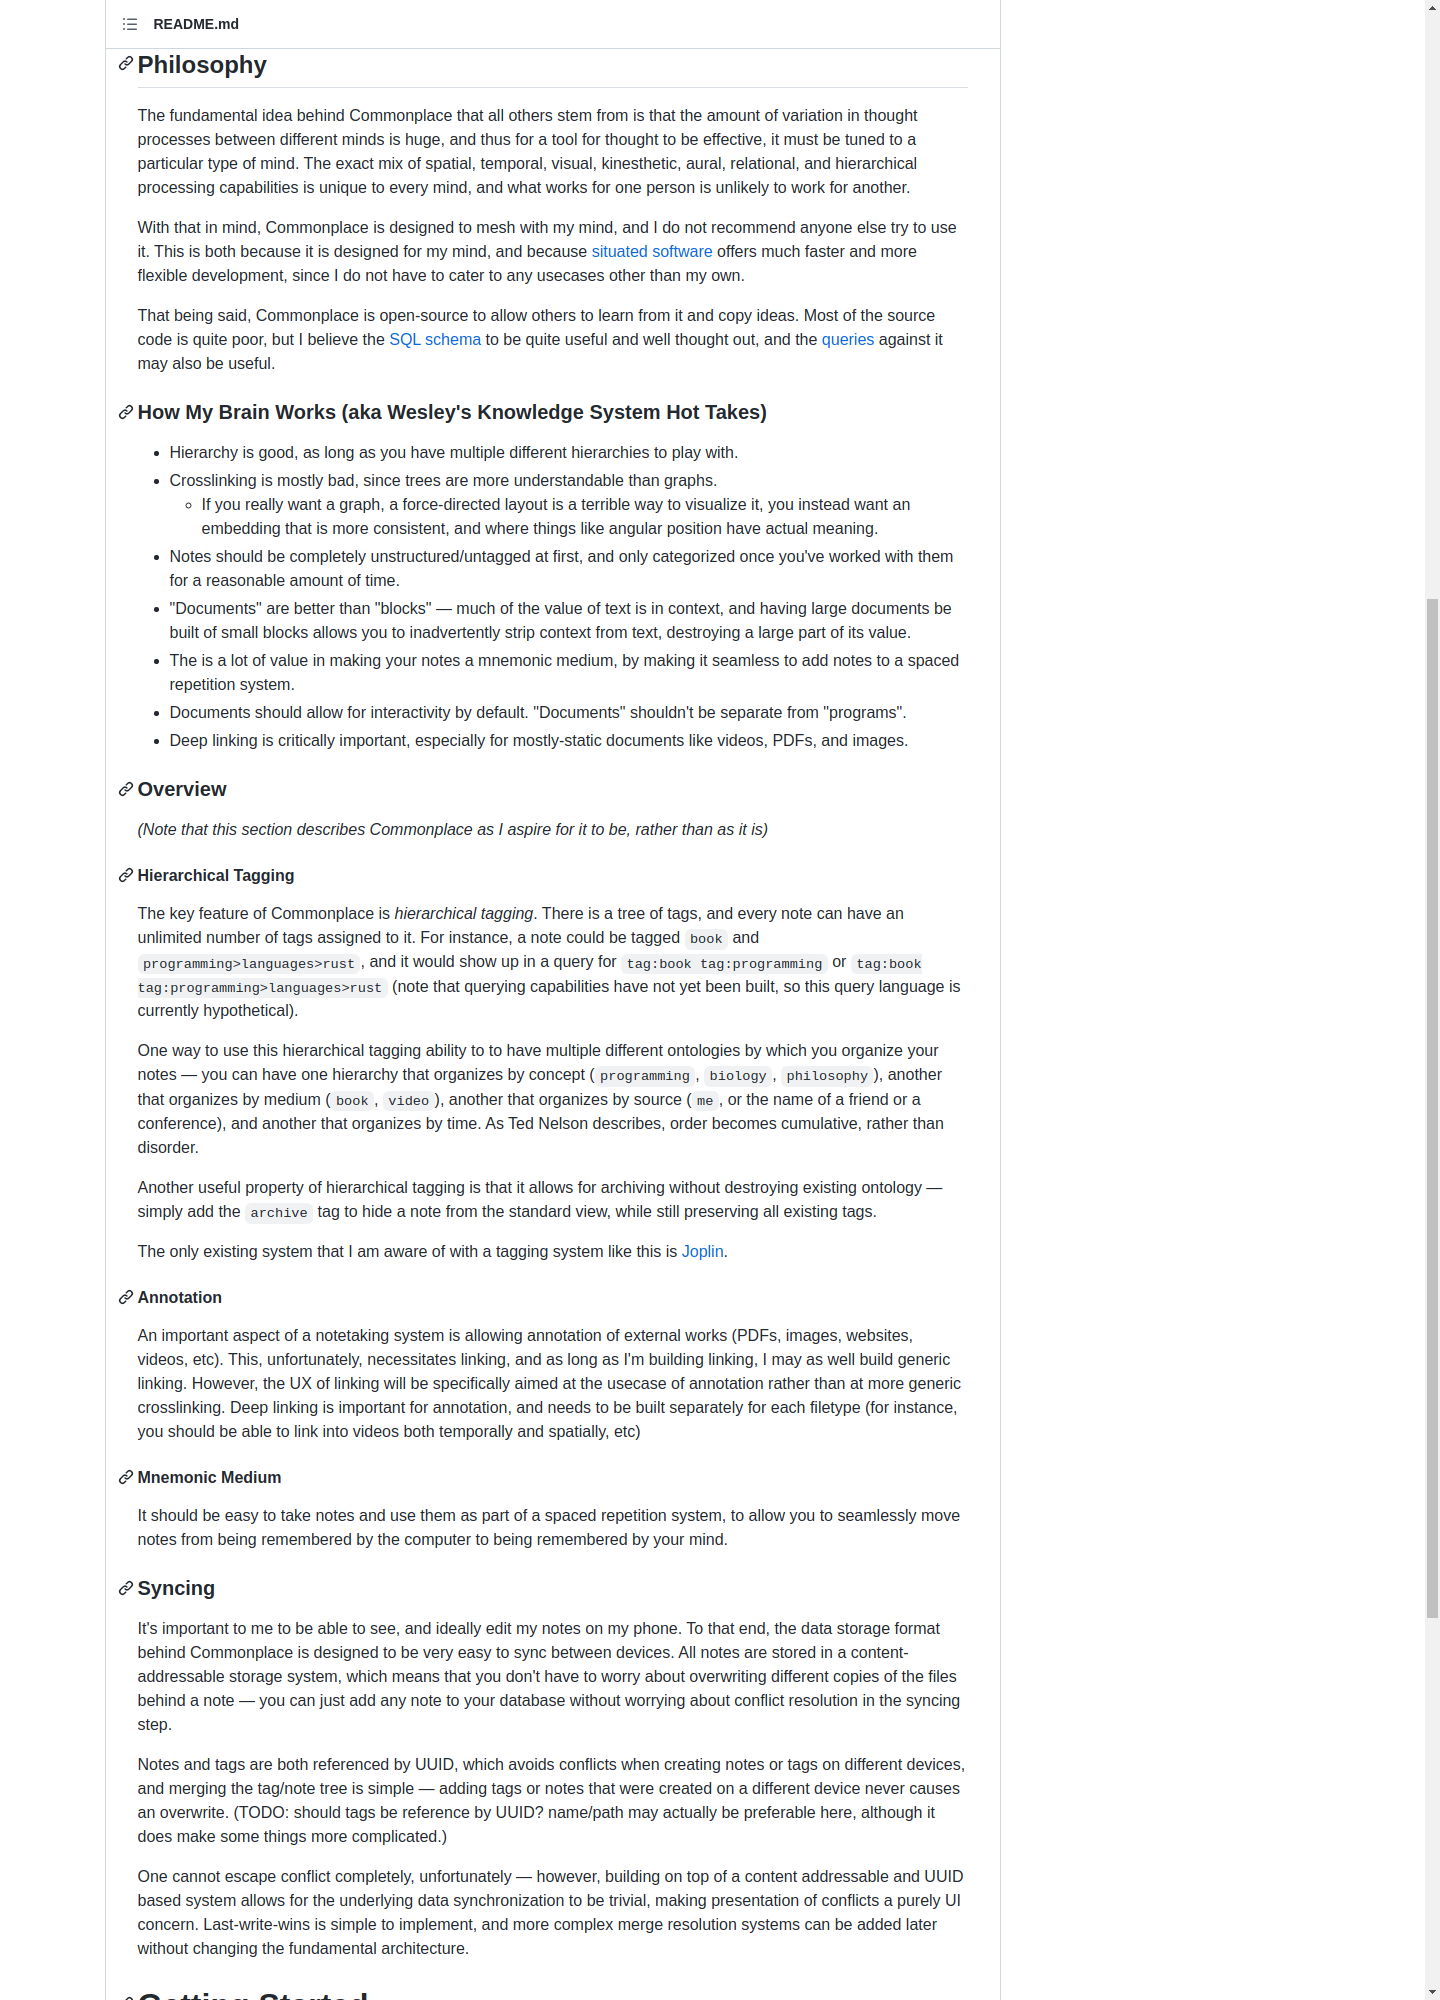 README.md
Philosophy
The fundamental idea behind Commonplace that all others stem from is that the amount of variation in thought
processes between different minds is huge, and thus for a tool for thought to be effective, it must be tuned to a
particular type of mind. The exact mix of spatial, temporal, visual, kinesthetic, aural, relational, and hierarchical
processing capabilities is unique to every mind, and what works for one person is unlikely to work for another.
With that in mind, Commonplace is designed to mesh with my mind, and I do not recommend anyone else try to use
it. This is both because it is designed for my mind, and because situated software offers much faster and more
flexible development, since I do not have to cater to any usecases other than my own.
That being said, Commonplace is open-source to allow others to learn from it and copy ideas. Most of the source
code is quite poor, but I believe the SQL schema to be quite useful and well thought out, and the queries against it
may also be useful.
How My Brain Works (aka Wesley's Knowledge System Hot Takes)
• Hierarchy is good, as long as you have multiple different hierarchies to play with.
• Crosslinking is mostly bad, since trees are more understandable than graphs.
◦ If you really want a graph, a force-directed layout is a terrible way to visualize it, you instead want an
embedding that is more consistent, and where things like angular position have actual meaning.
• Notes should be completely unstructured/untagged at first, and only categorized once you've worked with them
for a reasonable amount of time.
• "Documents" are better than "blocks" — much of the value of text is in context, and having large documents be
built of small blocks allows you to inadvertently strip context from text, destroying a large part of its value.
• The is a lot of value in making your notes a mnemonic medium, by making it seamless to add notes to a spaced
repetition system.
• Documents should allow for interactivity by default. "Documents" shouldn't be separate from "programs".
• Deep linking is critically important, especially for mostly-static documents like videos, PDFs, and images.
Overview
(Note that this section describes Commonplace as I aspire for it to be, rather than as it is)
Hierarchical Tagging
The key feature of Commonplace is hierarchical tagging. There is a tree of tags, and every note can have an
unlimited number of tags assigned to it. For instance, a note could be tagged book and
programming>languages>rust, and it would show up in a query for tag:book tag:programming or tag:book
tag:programming>languages>rust (note that querying capabilities have not yet been built, so this query language is
currently hypothetical).
One way to use this hierarchical tagging ability to to have multiple different ontologies by which you organize your
notes — you can have one hierarchy that organizes by concept (programming, biology, philosophy), another
that organizes by medium (book, video), another that organizes by source (me, or the name of a friend or a
conference), and another that organizes by time. As Ted Nelson describes, order becomes cumulative, rather than
disorder.
Another useful property of hierarchical tagging is that it allows for archiving without destroying existing ontology —
simply add the archive tag to hide a note from the standard view, while still preserving all existing tags.
The only existing system that I am aware of with a tagging system like this is Joplin.
Annotation
An important aspect of a notetaking system is allowing annotation of external works (PDFs, images, websites,
videos, etc). This, unfortunately, necessitates linking, and as long as I'm building linking, I may as well build generic
linking. However, the UX of linking will be specifically aimed at the usecase of annotation rather than at more generic
crosslinking. Deep linking is important for annotation, and needs to be built separately for each filetype (for instance,
you should be able to link into videos both temporally and spatially, etc)
Mnemonic Medium
It should be easy to take notes and use them as part of a spaced repetition system, to allow you to seamlessly move
notes from being remembered by the computer to being remembered by your mind.
Syncing
It's important to me to be able to see, and ideally edit my notes on my phone. To that end, the data storage format
behind Commonplace is designed to be very easy to sync between devices. All notes are stored in a content-
addressable storage system, which means that you don't have to worry about overwriting different copies of the files
behind a note — you can just add any note to your database without worrying about conflict resolution in the syncing
step.
Notes and tags are both referenced by UUID, which avoids conflicts when creating notes or tags on different devices,
and merging the tag/note tree is simple — adding tags or notes that were created on a different device never causes
an overwrite. (TODO: should tags be reference by UUID? name/path may actually be preferable here, although it
does make some things more complicated.)
One cannot escape conflict completely, unfortunately — however, building on top of a content addressable and UUID
based system allows for the underlying data synchronization to be trivial, making presentation of conflicts a purely UI
concern. Last-write-wins is simple to implement, and more complex merge resolution systems can be added later
without changing the fundamental architecture.
Getting Started